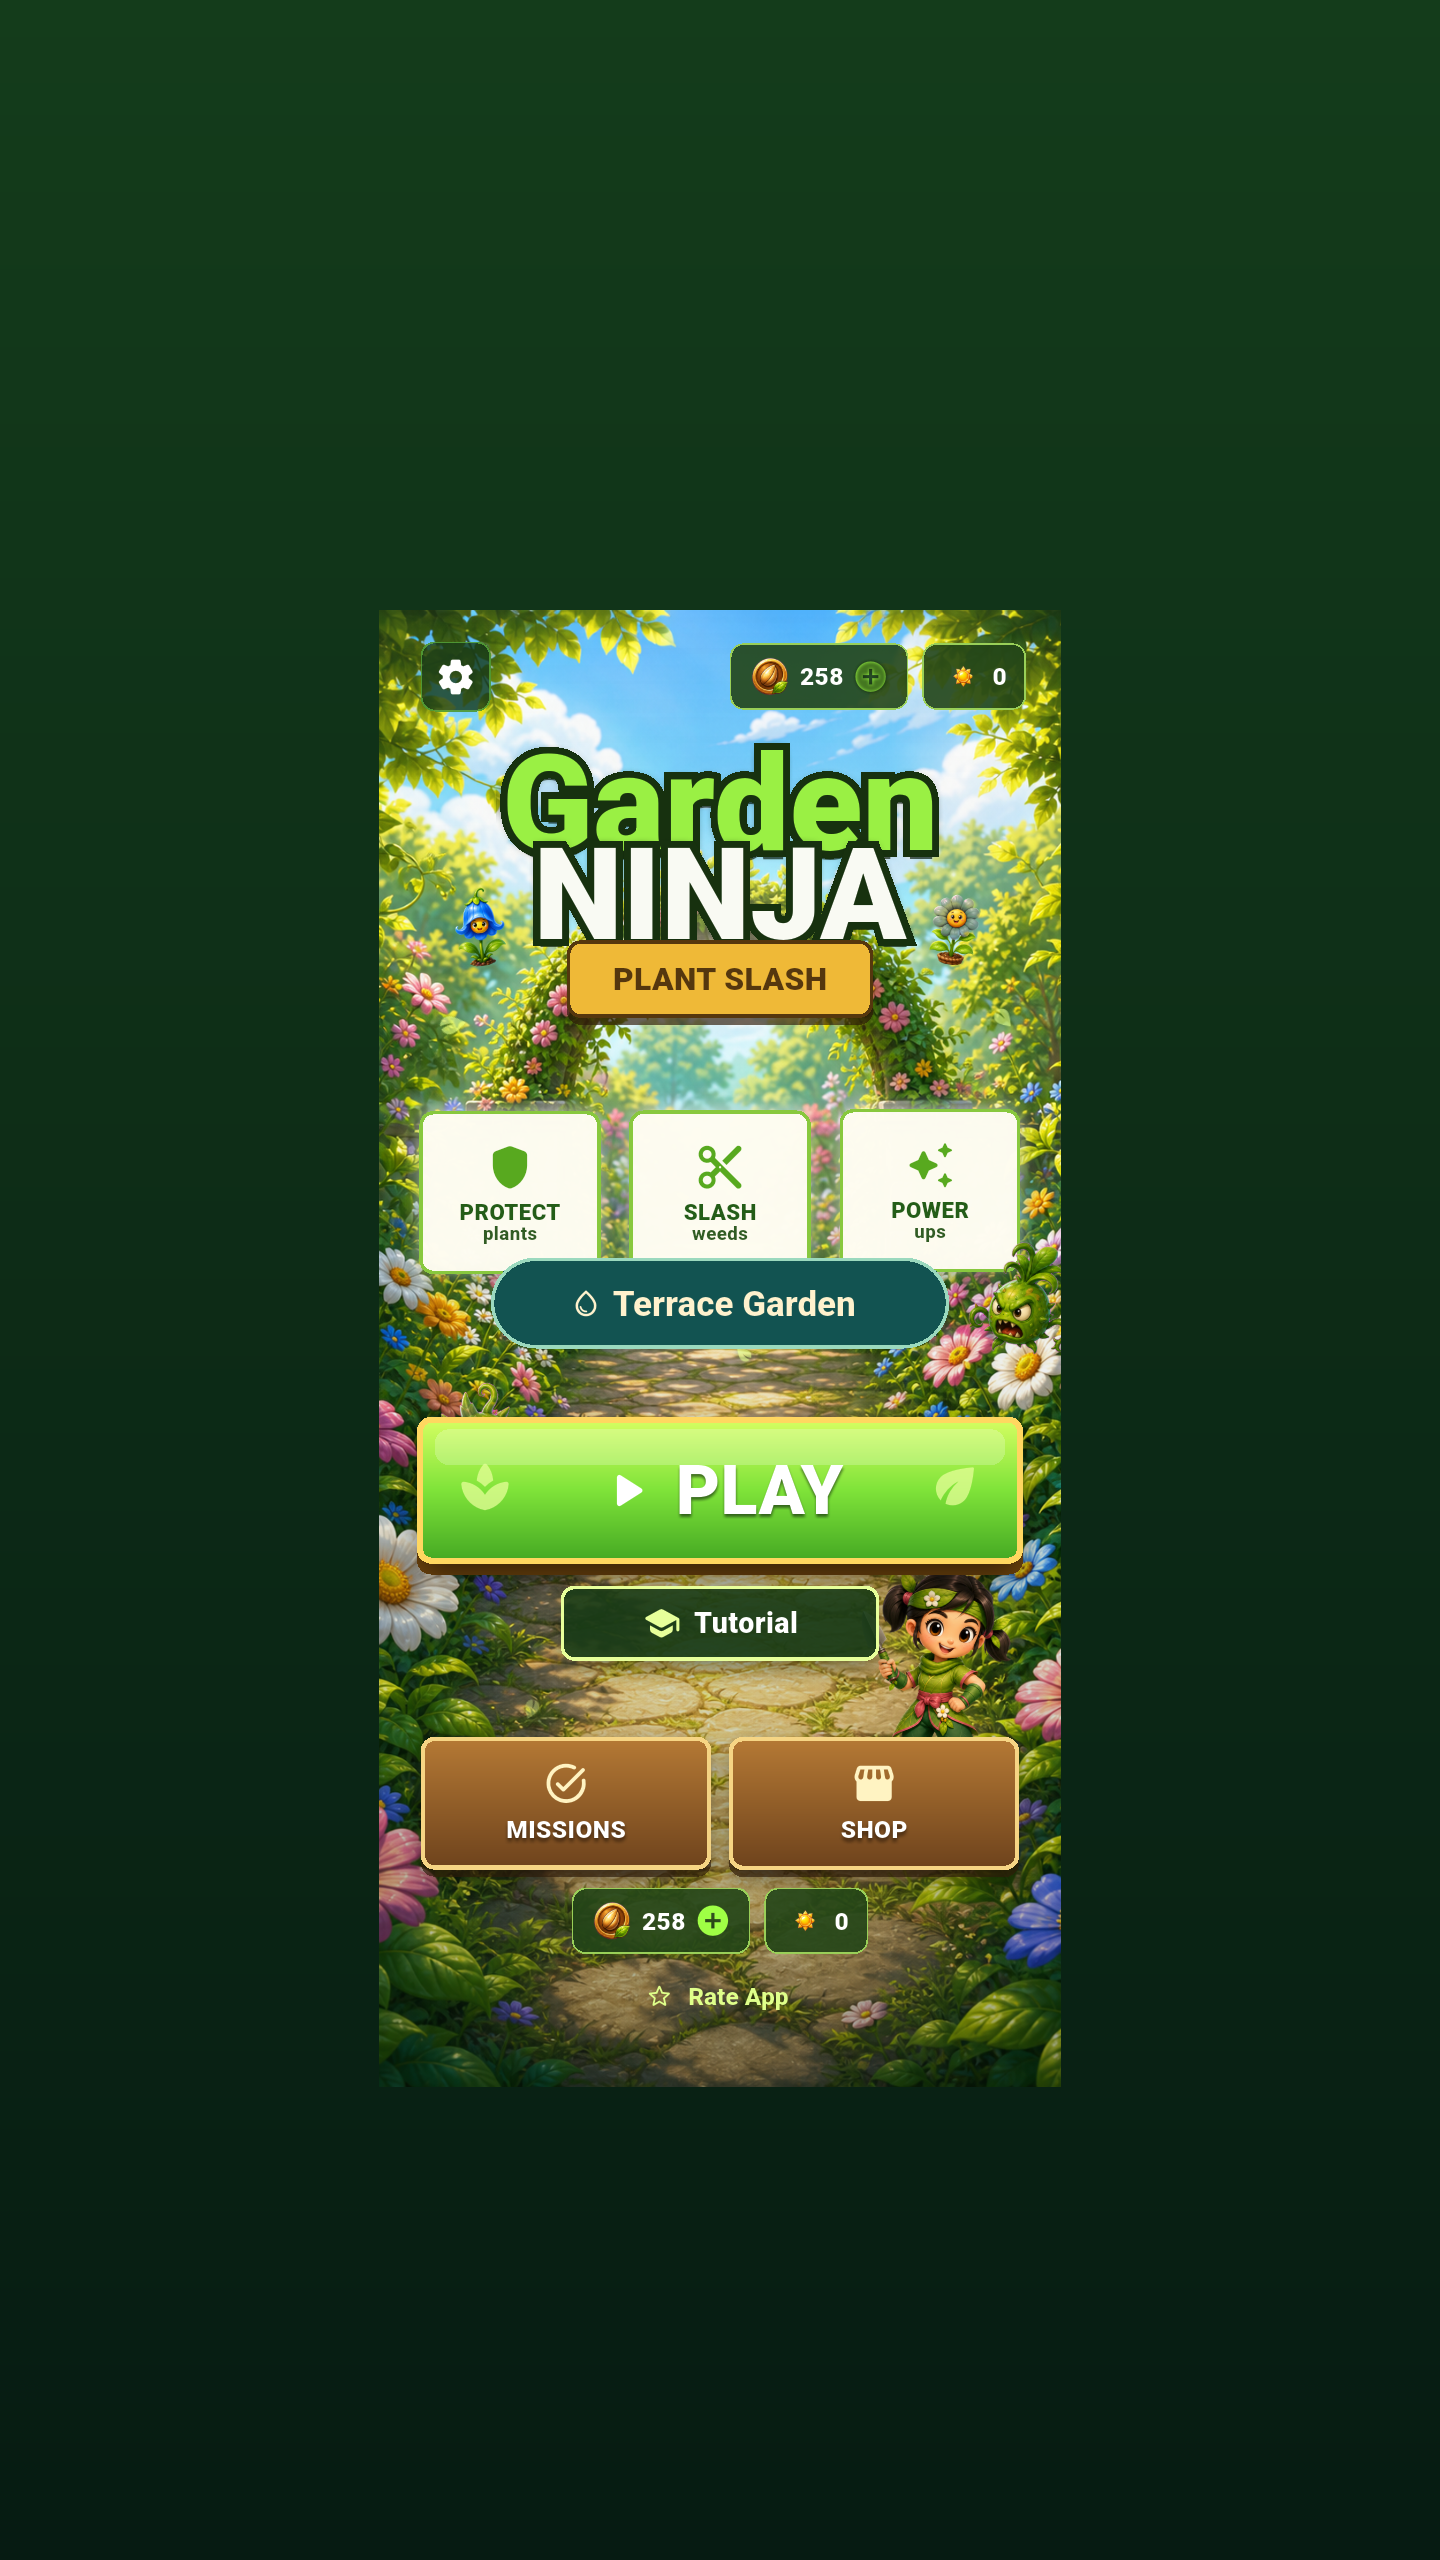 258
0
Garden
NINJA
PLANT SLASH
PROTECT
plants
SLASH
weeds
POWER
ups
Terrace Garden
PLAY
Tutorial
MISSIONS
SHOP
258
0
Rate App